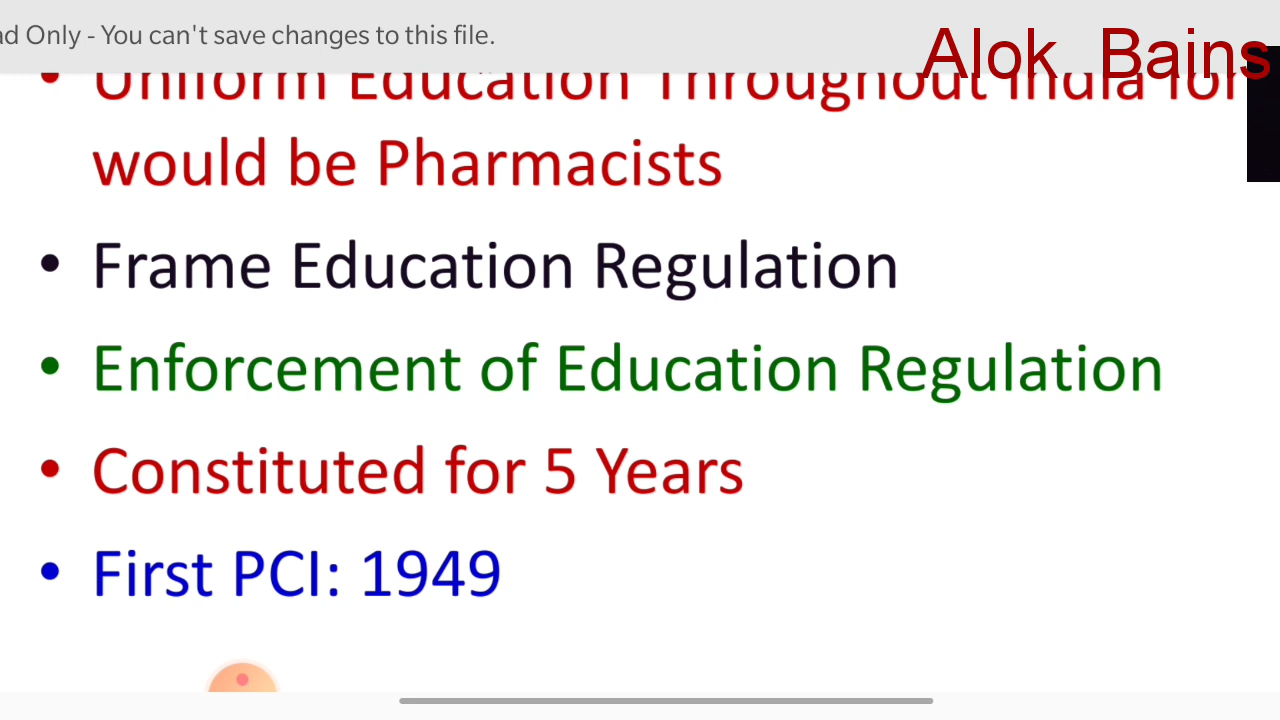 ad Only - You can't save changes to this file.
Alok Bains
• Uniform Education Throughout India for
would be Pharmacists
• Frame Education Regulation
• Enforcement of Education Regulation
• Constituted for 5 Years
• First PCI: 1949